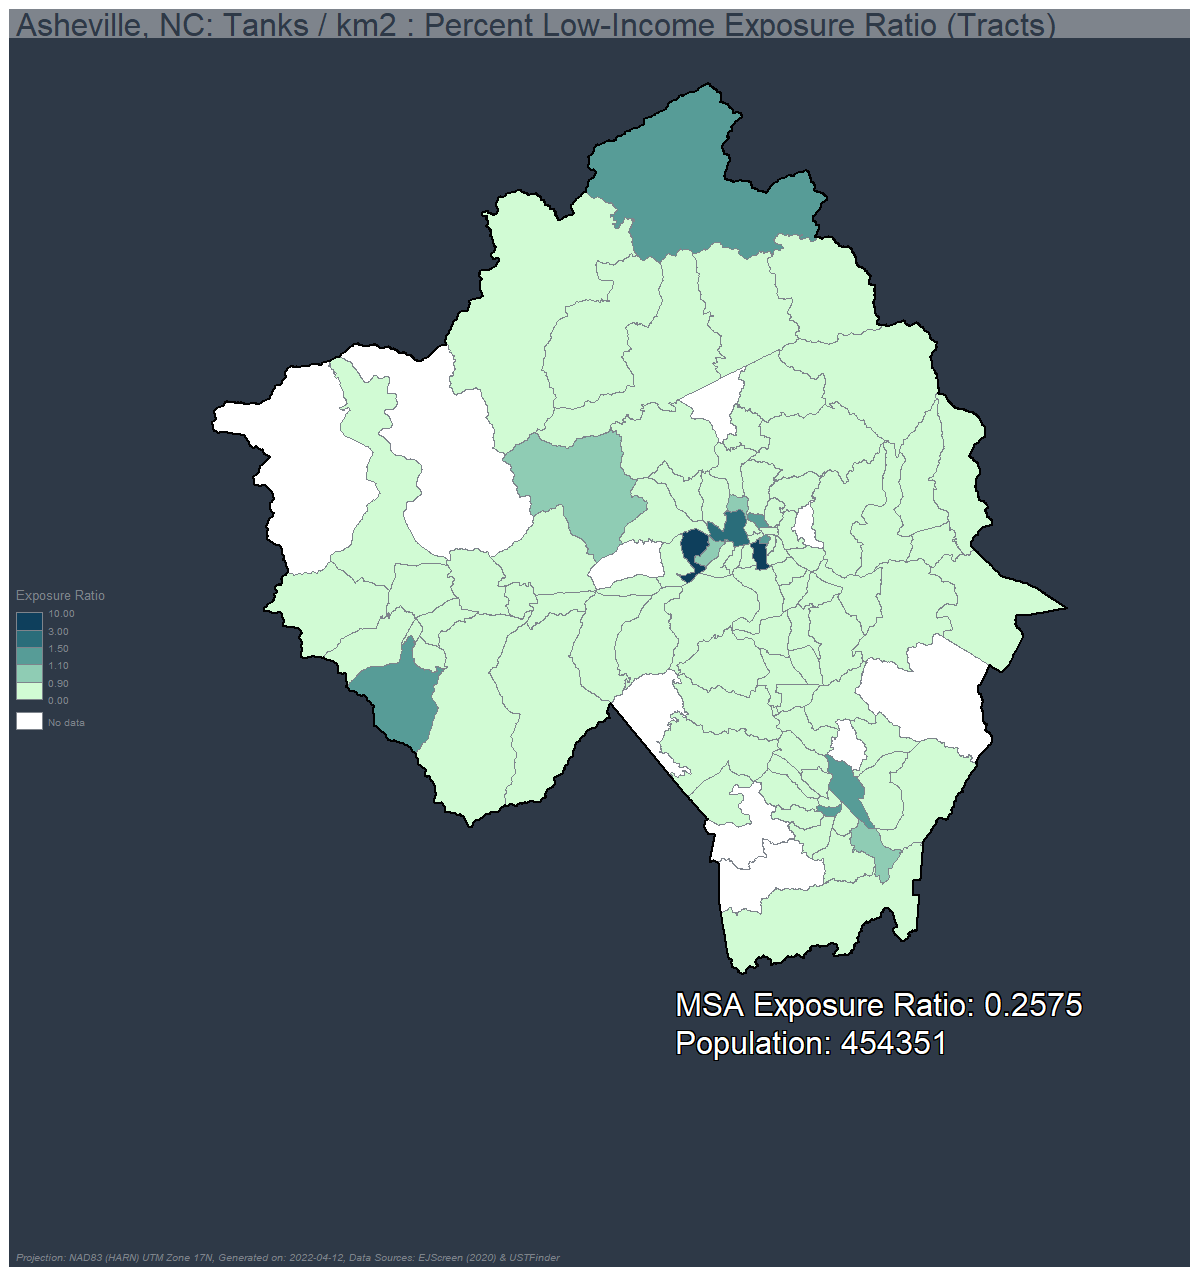 Asheville, NC: Tanks / km2 : Percent Low-Income Exposure Ratio (Tracts)
Exposure Ratio
10.00
3.00
1.50
1.10
0.90
0.00
No data
MSA Exposure Ratio: 0.2575
Population: 454351
Projection: NAD83 (HARN) UTM Zone 17N, Generated on: 2022-04-12, Data Sources: EJScreen (2020) & USTFinder